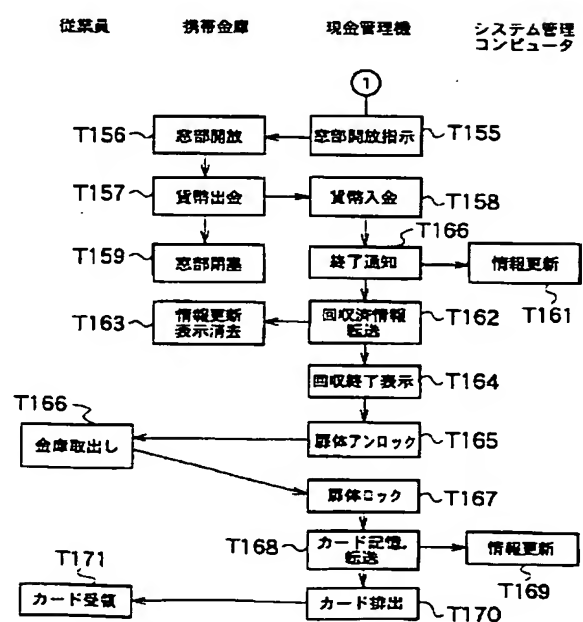 従業員
携帯金庫
現金管理機
システム管理
コンピュータ
1
T156
窓部開放
窓部開放指示
T155
T157
貨幣出金
貨幣入金
T158
T159
窓部閉塞
T166
終了通知
情報更新
T161
T163
情報更新
表示消去
回収済情報
転送
T162
回収終了表示
T164
T166
金庫取出し
扉体アンロック
T165
扉体ロック
T167
T168
カード記憶,
転送
情報更新
T169
T171
カード受領
カード排出
T170